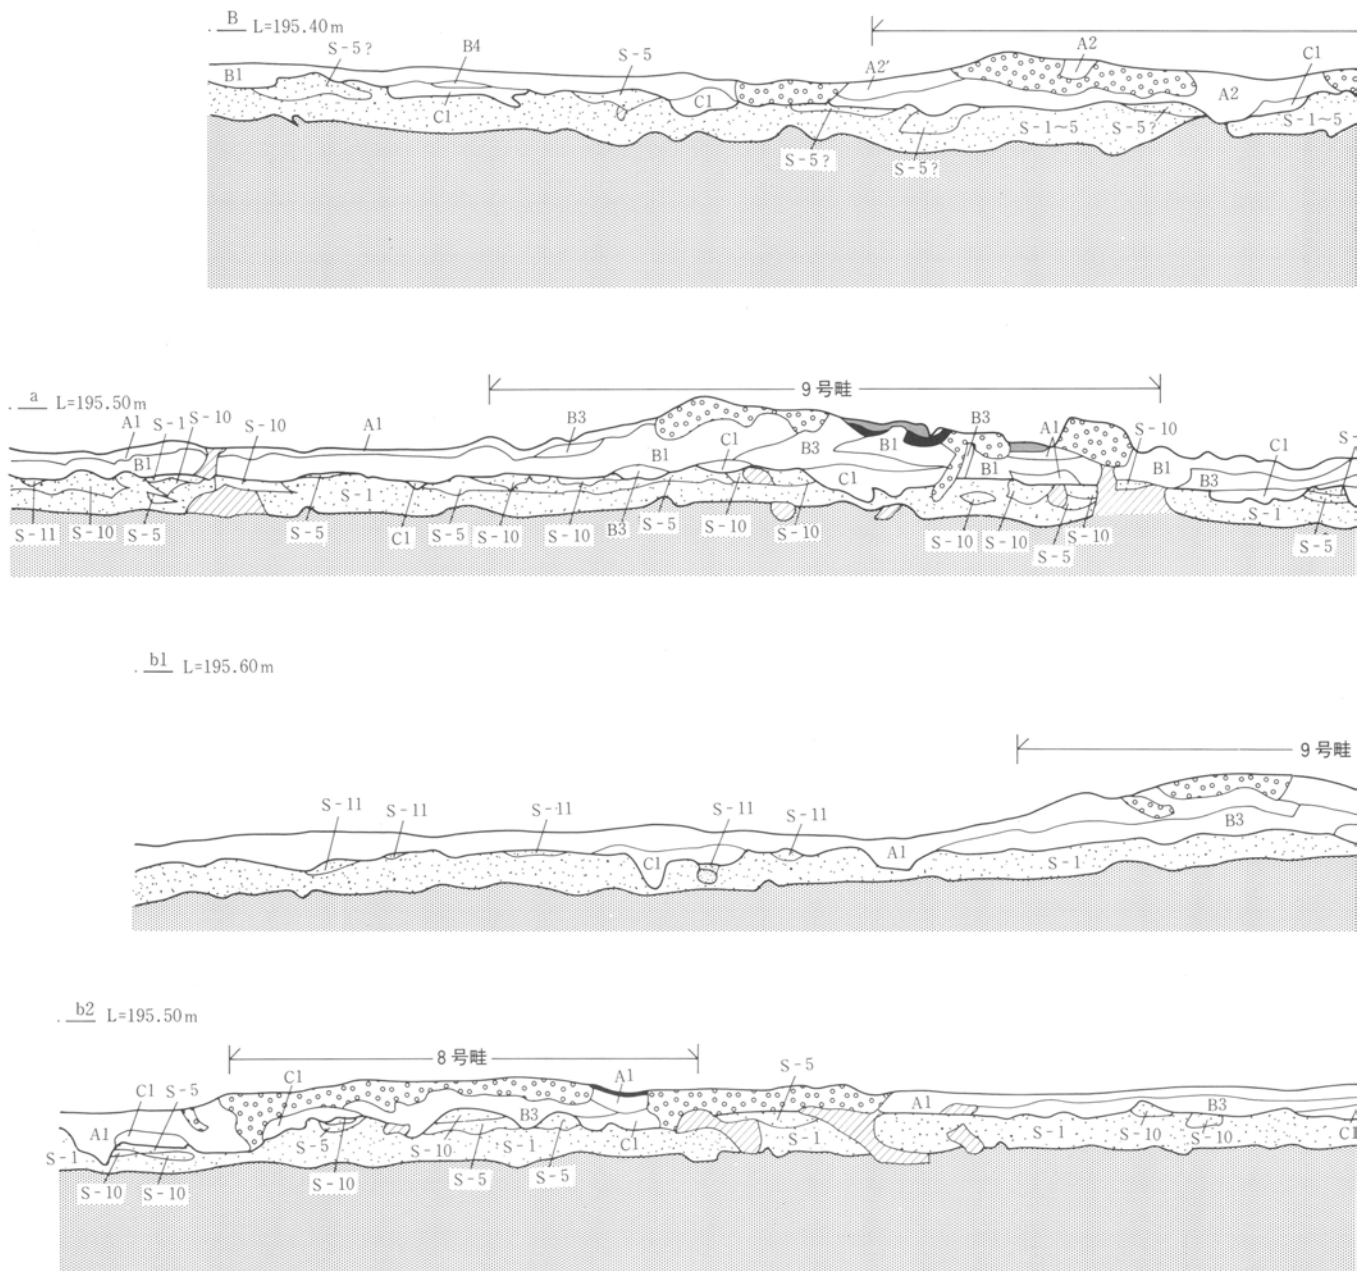 B L=195.40m
S-5? B4 S-5 A2' A2 C1
B1 C1 C1 A2
S-1~5 S-5? S-1~5
S-5? S-5?
9号畦
a L=195.50m
A1 S-1 S-10 S-10 A1 B3 C1 B3 A1 S-10 C1 S-
B1 B1 B3 B1 B1 B1 B3
S-1 C1 S-1
S-11 S-10 S-5 S-5 C1 S-5 S-10 S-10 B3 S-5 S-10 S-10 S-10 S-10 S-5 S-10 S-5
b1 L=195.60m
9号畦
S-11 S-11 S-11 S-11 S-11
B3
C1 A1 S-1
b2 L=195.50m
8号畦
C1 S-5 C1 A1 S-5
A1 B3 A1 B3
S-1 S-5 S-10 S-1 C1 S-1 S-1 S-10 S-10 C1
S-10 S-10 S-10 S-5 S-5